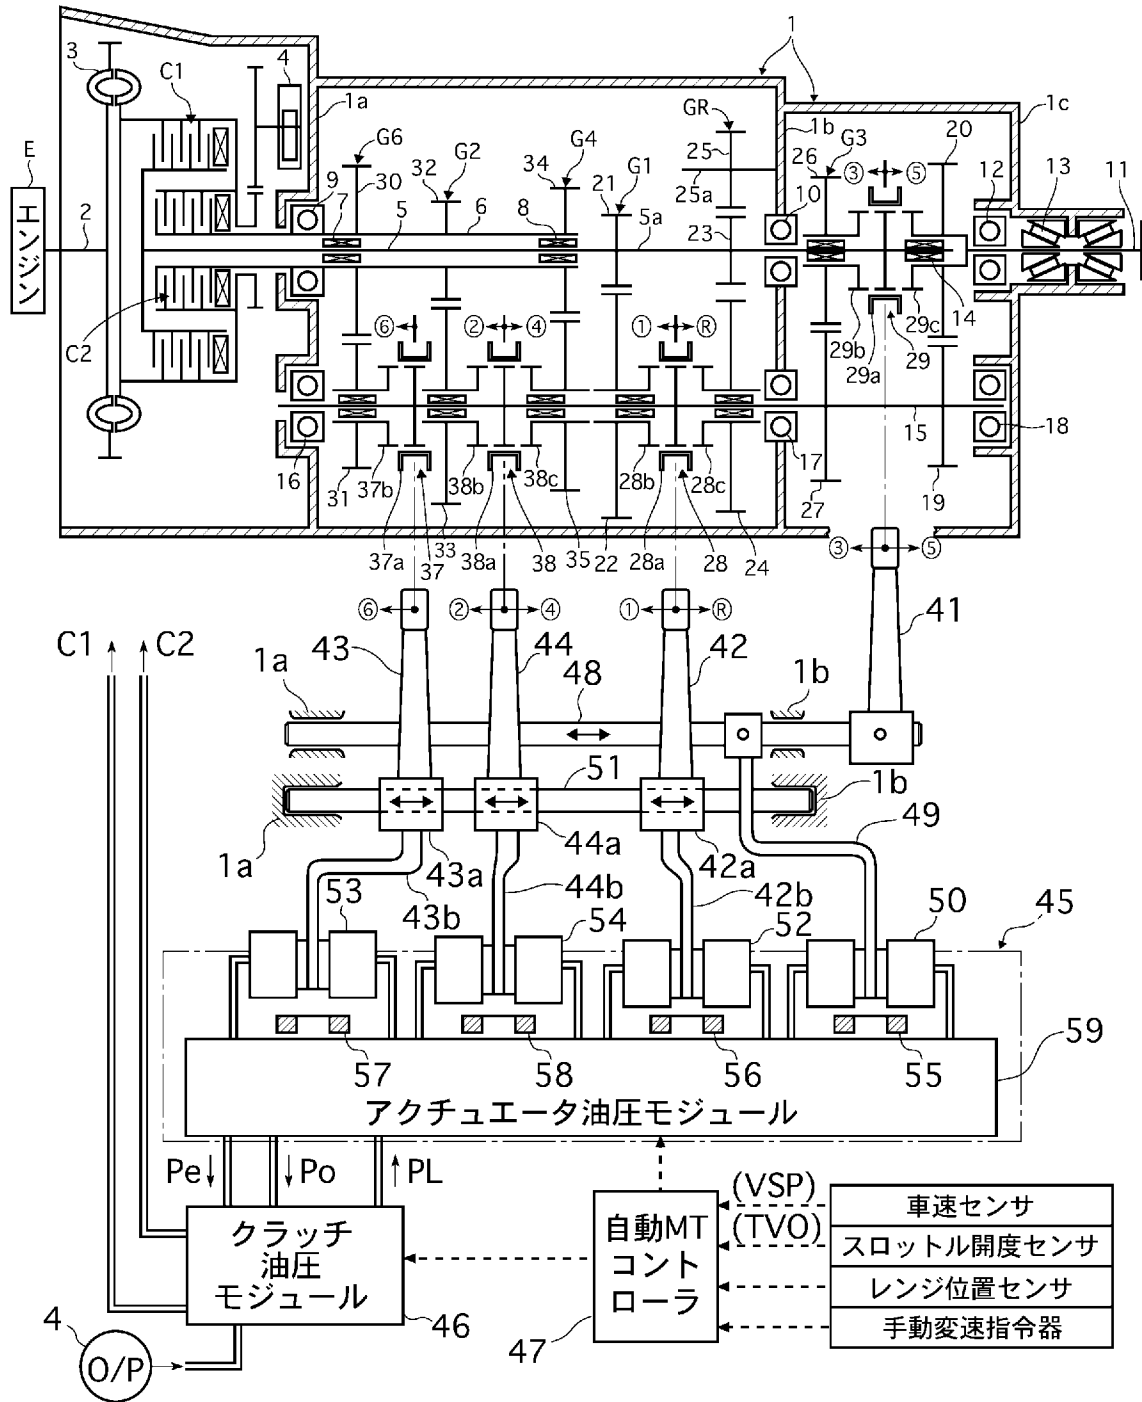 1
3
C1
4
1a
1c
GR
1b
20
E
G6
G2
G4
G1
25
26
G3
③
⑤
12
13
11
エンジン
2
9
7
30
32
5
6
34
8
21
5a
25a
23
10
C2
⑥
②
④
①
Ⓡ
29b
29a
29c
29
14
16
31
37b
38b
38c
28b
28c
17
15
18
27
19
37a
37
33
38a
38
35
22
28a
28
24
③
⑤
⑥
②
④
①
Ⓡ
41
C1
C2
43
44
42
1a
48
1b
51
1b
1a
43a
44a
42a
49
43b
44b
42b
53
54
52
50
45
57
58
56
55
59
アクチュエータ油圧モジュール
Pe
Po
PL
クラッチ
油圧
モジュール
46
自動MT
コント
ローラ
47
(VSP)
(TVO)
車速センサ
スロットル開度センサ
レンジ位置センサ
手動変速指令器
4
O/P